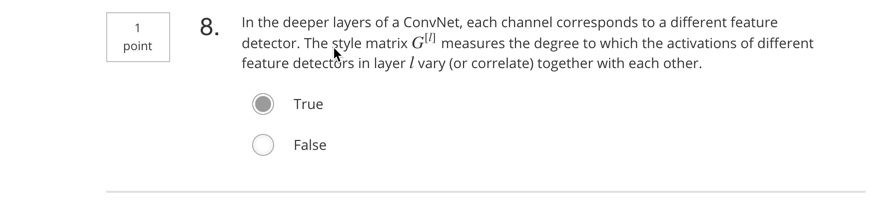 1
point
8.
In the deeper layers of a ConvNet, each channel corresponds to a different feature
detector. The style matrix G^[l] measures the degree to which the activations of different
feature detectors in layer l vary (or correlate) together with each other.
True
False